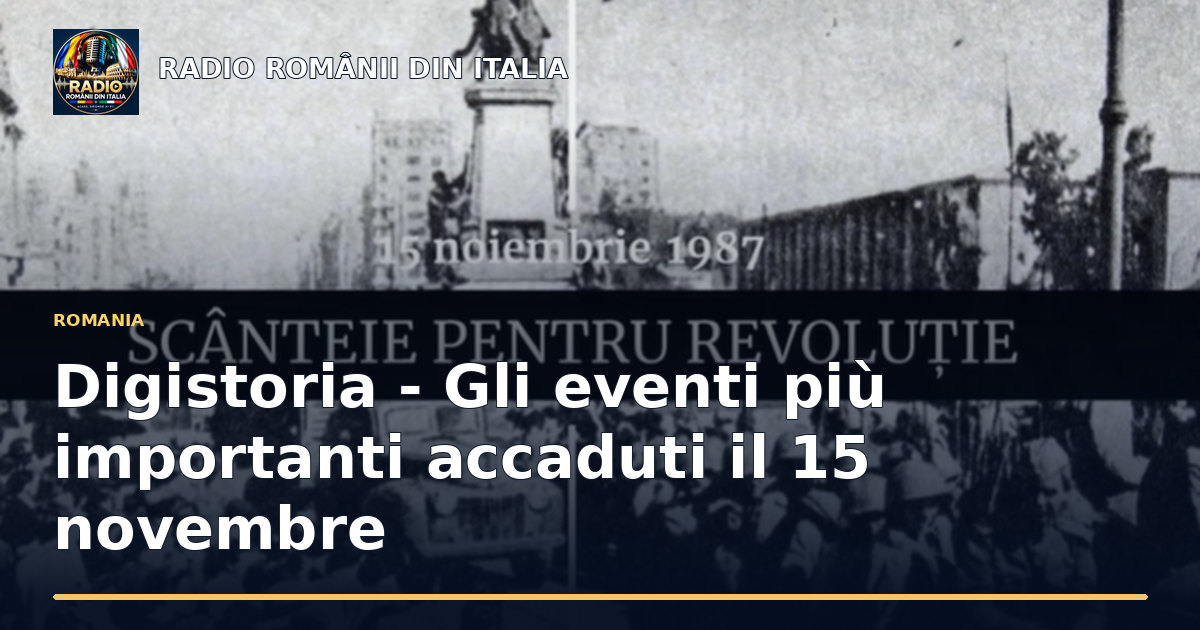 RADIO
ROMÂNII DIN ITALIA
RADIO ROMÂNII DIN ITALIA
15 noiembrie 1987
ROMANIA
SCÂNTEIE PENTRU REVOLUȚIE
Digistoria - Gli eventi più
importanti accaduti il 15
novembre